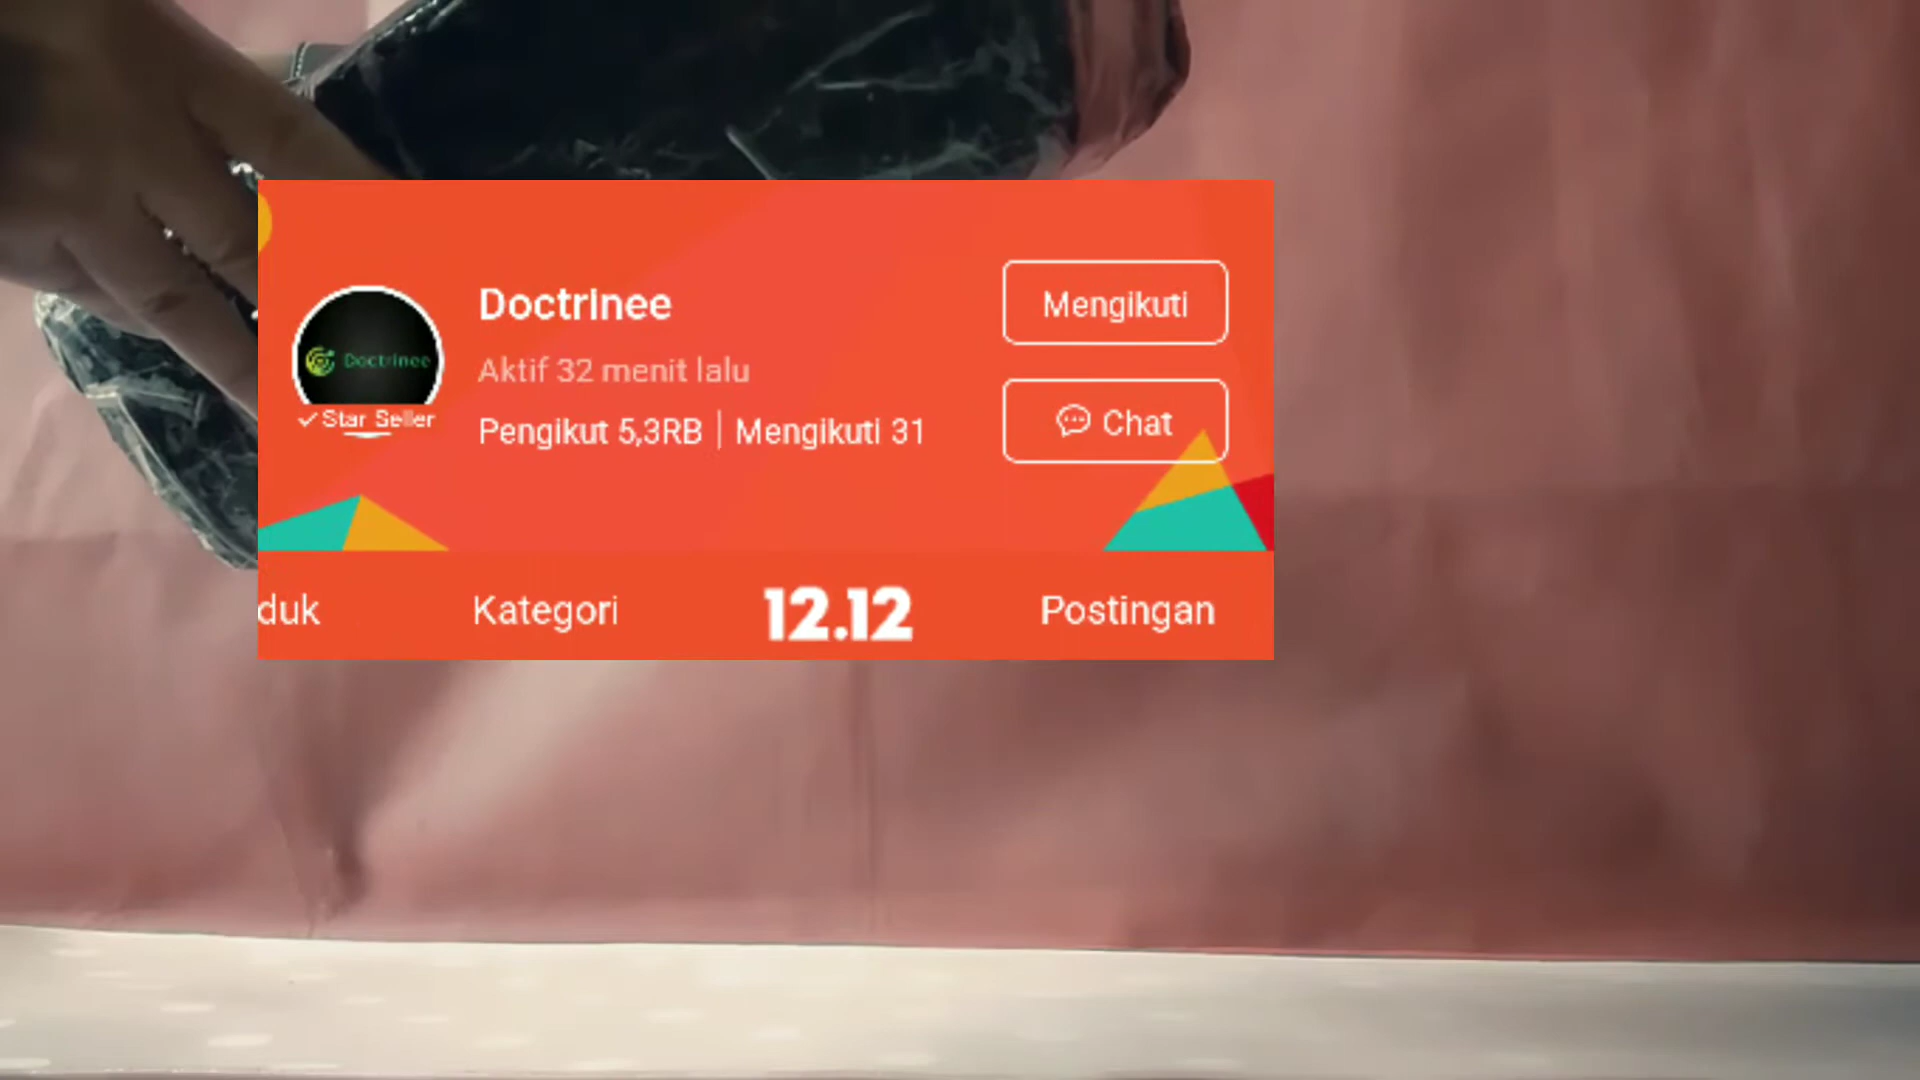 DoctrInee
Mengikuti
Aktif 32 menit lalu
Doctrinee
Star Seller
Pengikut 5,3RB | Mengikuti 31
Chat
duk
Kategori
12.12
Postingan